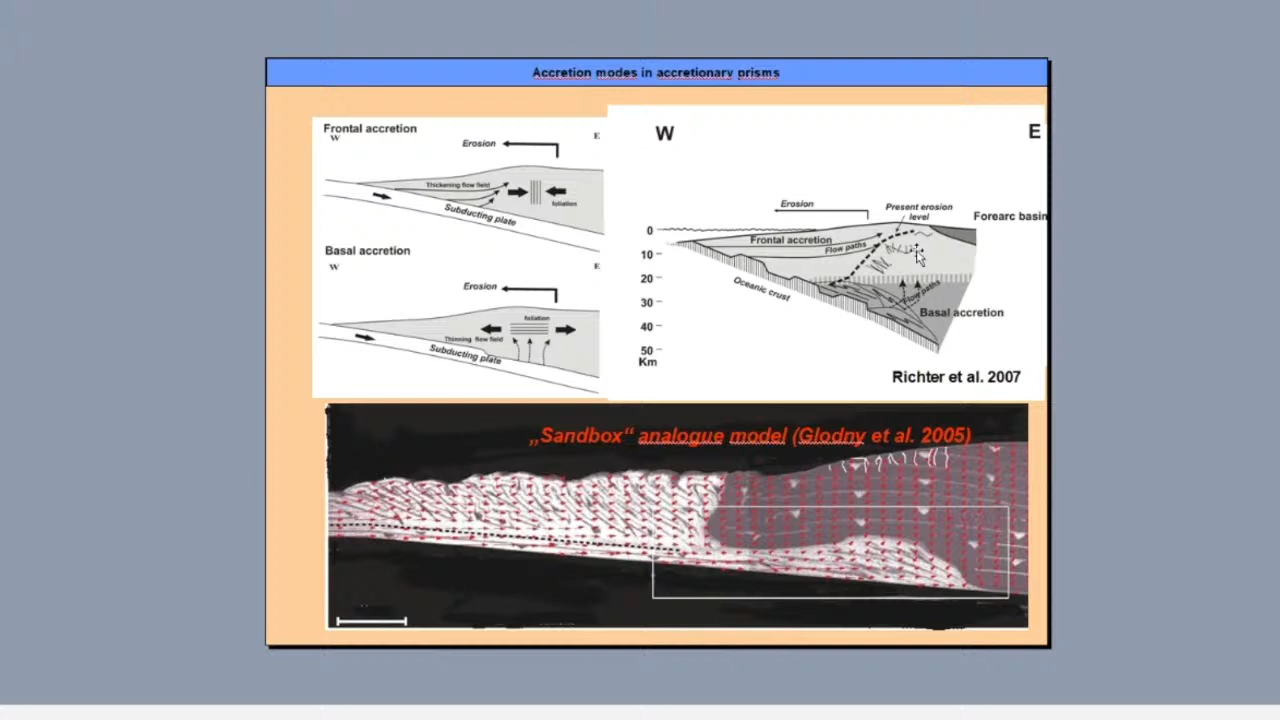 Accretion modes in accretionary prisms
Frontal accretion
W
E
Erosion
Thickening flow field
foliation
Subducting plate
Basal accretion
W
E
Erosion
foliation
Thinning flow field
Subducting plate
W
E
Erosion
Present erosion
level
Forearc basin
0
10
20
30
40
50
Km
Frontal accretion
Flow paths
Oceanic crust
Flow paths
Basal accretion
Richter et al. 2007
„Sandbox“ analogue model (Glodny et al. 2005)